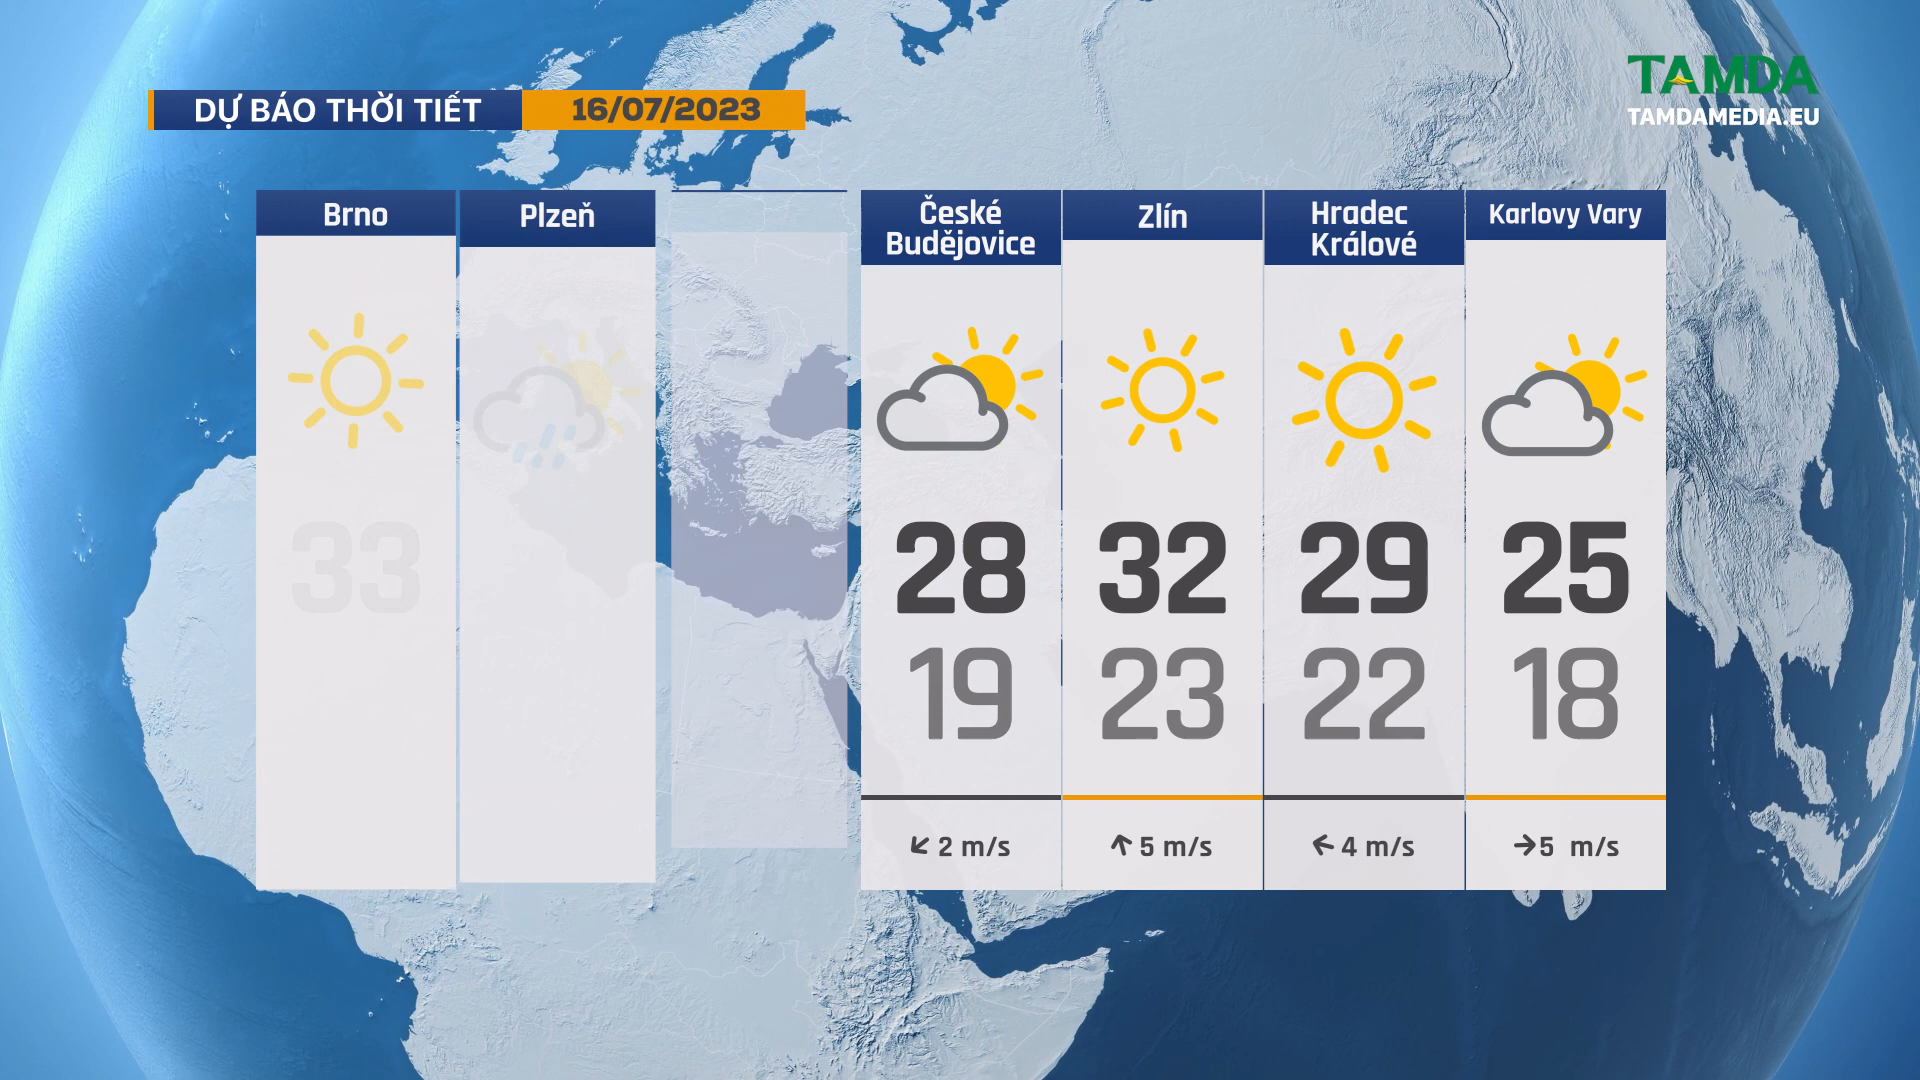 DỰ BÁO THỜI TIẾT
16/07/2023
TAMDA
TAMDAMEDIA.EU
Brno
33
Plzeň
České
Budějovice
28
19
2 m/s
Zlín
32
23
5 m/s
Hradec
Králové
29
22
4 m/s
Karlovy Vary
25
18
5 m/s